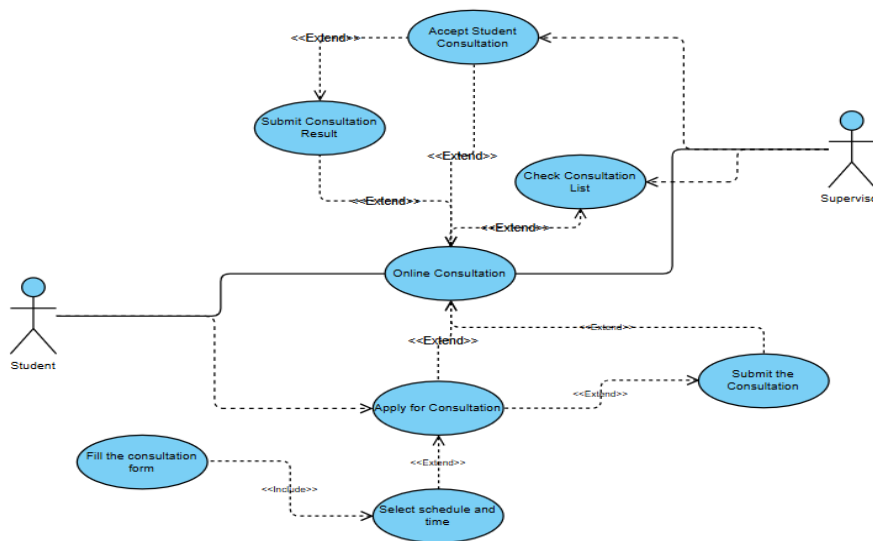 Accept Student
Consultation
<<Extend>>
Submit Consultation
Result
<<Extend>>
Check Consultation
List
Supervisor
<<Extend>>
<<Extend>>
Online Consultation
Student
<<Extend>>
<<Extend>>
Submit the
Consultation
Apply for Consultation
<<Extend>>
Fill the consultation
form
<<Extend>>
<<Include>>
Select schedule and
time